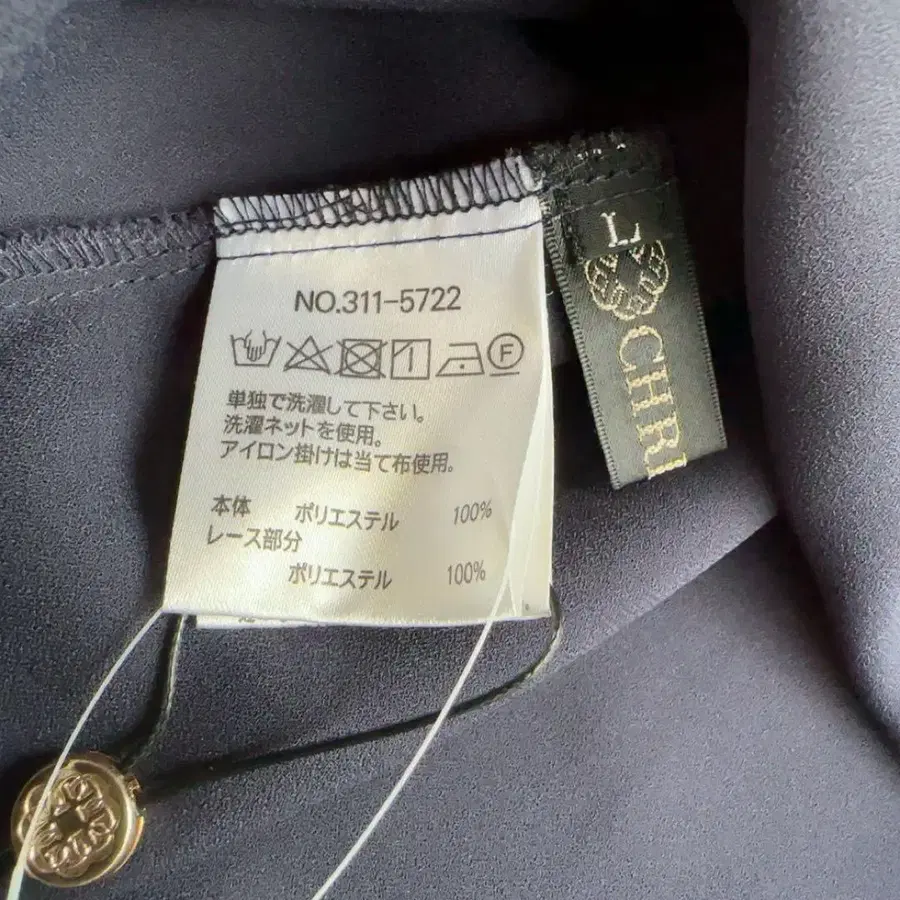 NO.311-5722
F
単独で洗濯して下さい。
洗濯ネットを使用。
アイロン掛けは当て布使用。
本体 ポリエステル 100%
レース部分
ポリエステル 100%
L
CHRI